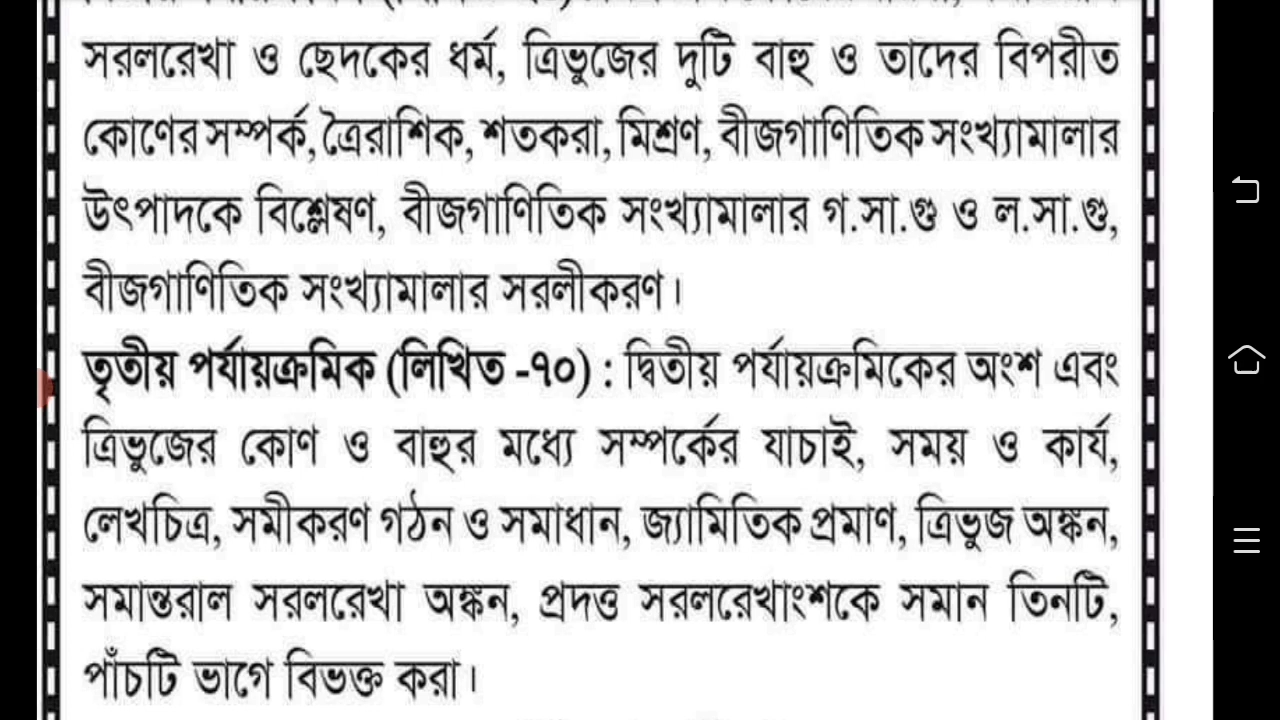 সরলরেখা ও ছেদকের ধর্ম, ত্রিভুজের দুটি বাহু ও তাদের বিপরীত
কোণের সম্পর্ক, ত্রৈরাশিক, শতকরা, মিশ্রণ, বীজগাণিতিক সংখ্যামালার
উৎপাদকে বিশ্লেষণ, বীজগাণিতিক সংখ্যামালার গ.সা.গু ও ল.সা.গু,
বীজগাণিতিক সংখ্যামালার সরলীকরণ।
তৃতীয় পর্যায়ক্রমিক (লিখিত -৭০) : দ্বিতীয় পর্যায়ক্রমিকের অংশ এবং
ত্রিভুজের কোণ ও বাহুর মধ্যে সম্পর্কের যাচাই, সময় ও কার্য,
লেখচিত্র, সমীকরণ গঠন ও সমাধান, জ্যামিতিক প্রমাণ, ত্রিভুজ অঙ্কন,
সমান্তরাল সরলরেখা অঙ্কন, প্রদত্ত সরলরেখাংশকে সমান তিনটি,
পাঁচটি ভাগে বিভক্ত করা।